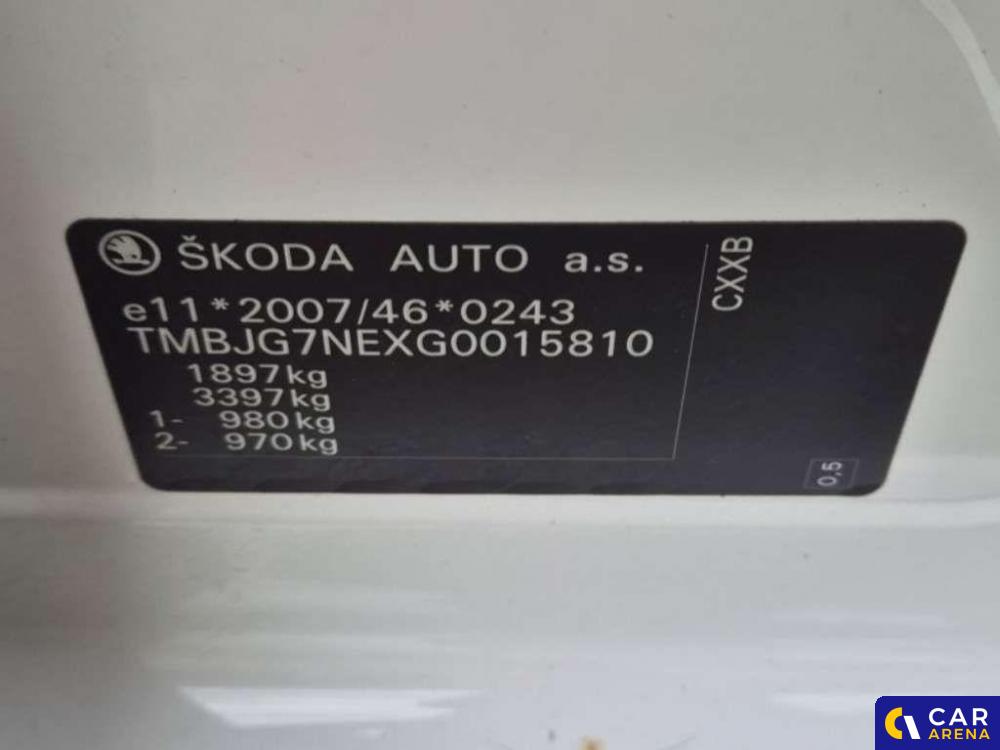 ŠKODA AUTO a.s.
e11*2007/46*0243
TMBJG7NEXG0015810
1897kg
3397kg
1- 980kg
2- 970kg
CXXB
0,5
CAR
ARENA